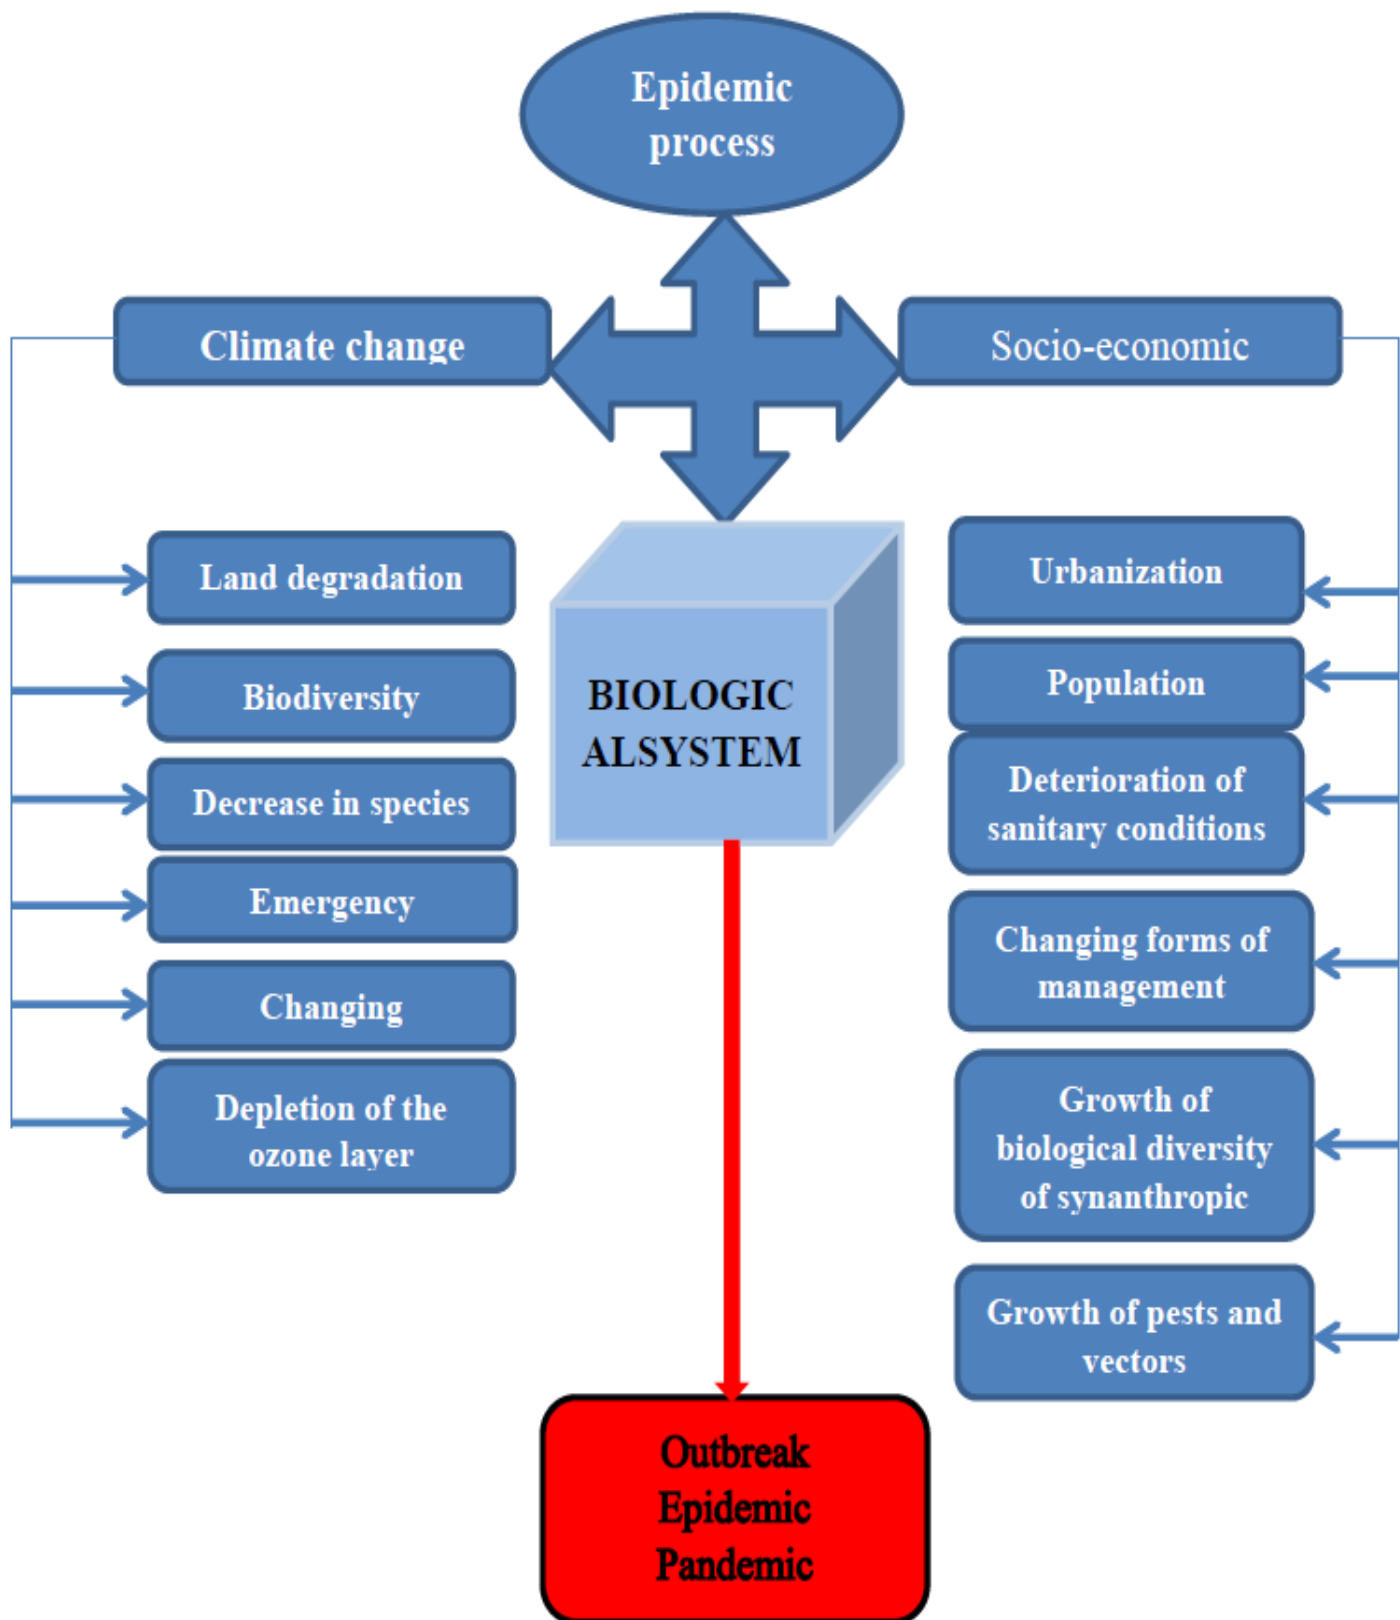 Epidemic
process
Climate change
Socio-economic
Land degradation
Biodiversity
Decrease in species
Emergency
Changing
Depletion of the
ozone layer
BIOLOGIC
ALSYSTEM
Urbanization
Population
Deterioration of
sanitary conditions
Changing forms of
management
Growth of
biological diversity
of synanthropic
Growth of pests and
vectors
Outbreak
Epidemic
Pandemic